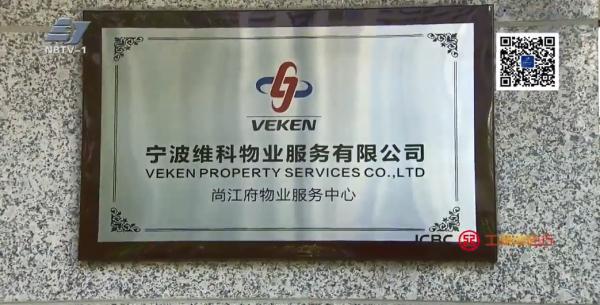 NBTV-1
VEKEN
宁波维科物业服务有限公司
VEKEN PROPERTY SERVICES CO.,LTD
尚江府物业服务中心
ICBC